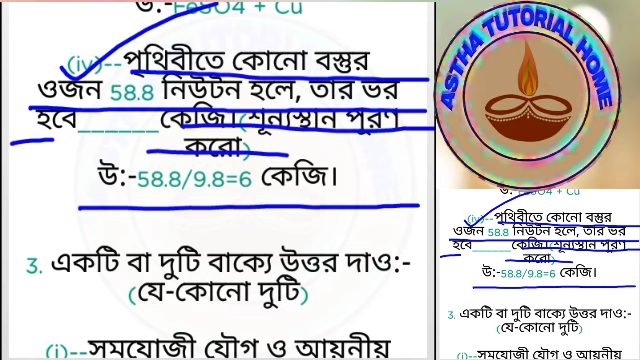 উ:-FeSO4 + Cu
(iv)--পৃথিবীতে কোনো বস্তুর
ওজন 58.8 নিউটন হলে, তার ভর
হবে______কেজি।(শূন্যস্থান পূরণ
করো)
উ:-58.8/9.8=6 কেজি।
3. একটি বা দুটি বাক্যে উত্তর দাও:-
(যে-কোনো দুটি)
(i)--সমযোজী যৌগ ও আয়নীয়
ASTHA TUTORIAL HOME
উ:-FeSO4 + Cu
(iv)--পৃথিবীতে কোনো বস্তুর
ওজন 58.8 নিউটন হলে, তার ভর
হবে______কেজি।(শূন্যস্থান পূরণ
করো)
উ:-58.8/9.8=6 কেজি।
3. একটি বা দুটি বাক্যে উত্তর দাও:-
(যে-কোনো দুটি)
(i)--সমযোজী যৌগ ও আয়নীয়